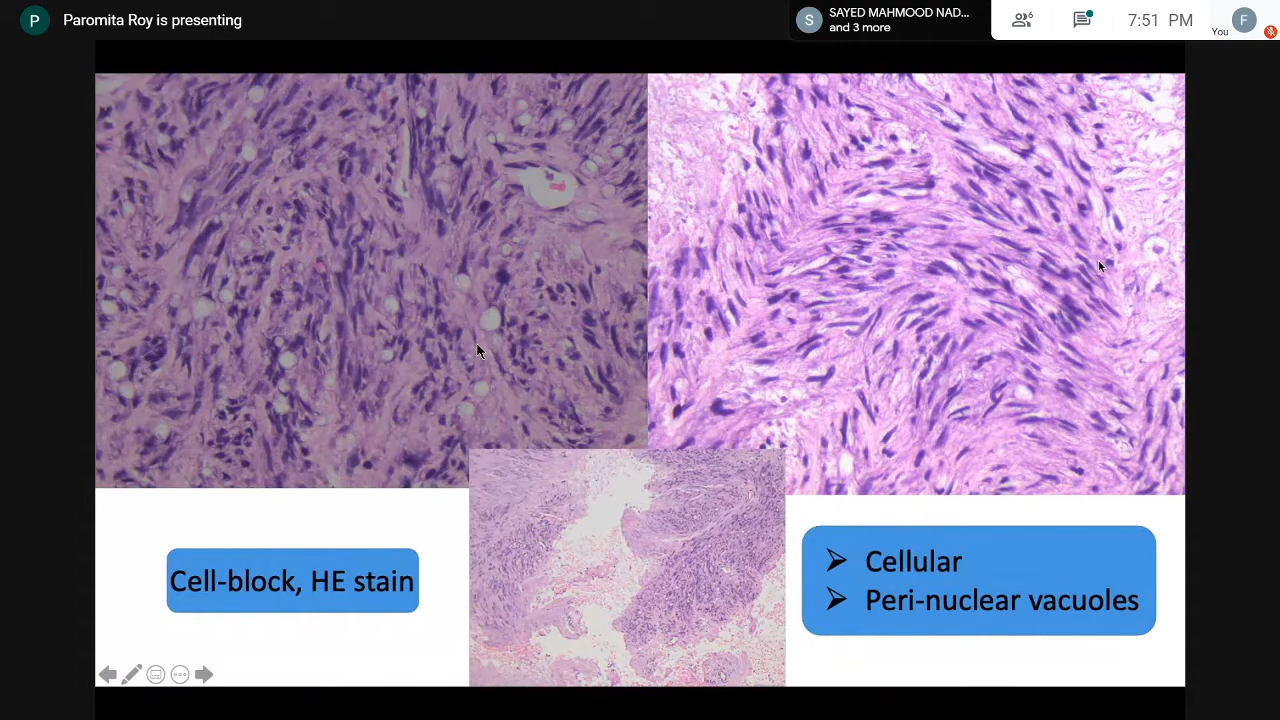 P Paromita Roy is presenting
S SAYED MAHMOOD NAD...
and 3 more
6
7:51 PM
You
F
Cell-block, HE stain
➢ Cellular
➢ Peri-nuclear vacuoles